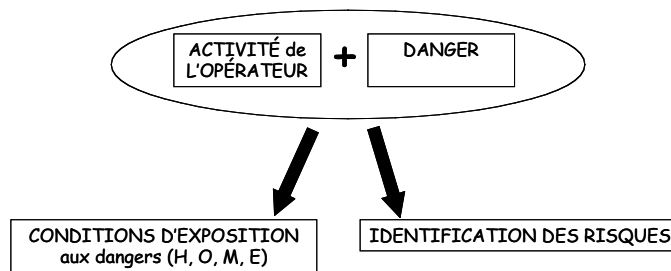 ACTIVITÉ de
L'OPÉRATEUR
+
DANGER
CONDITIONS D'EXPOSITION
aux dangers (H, O, M, E)
IDENTIFICATION DES RISQUES